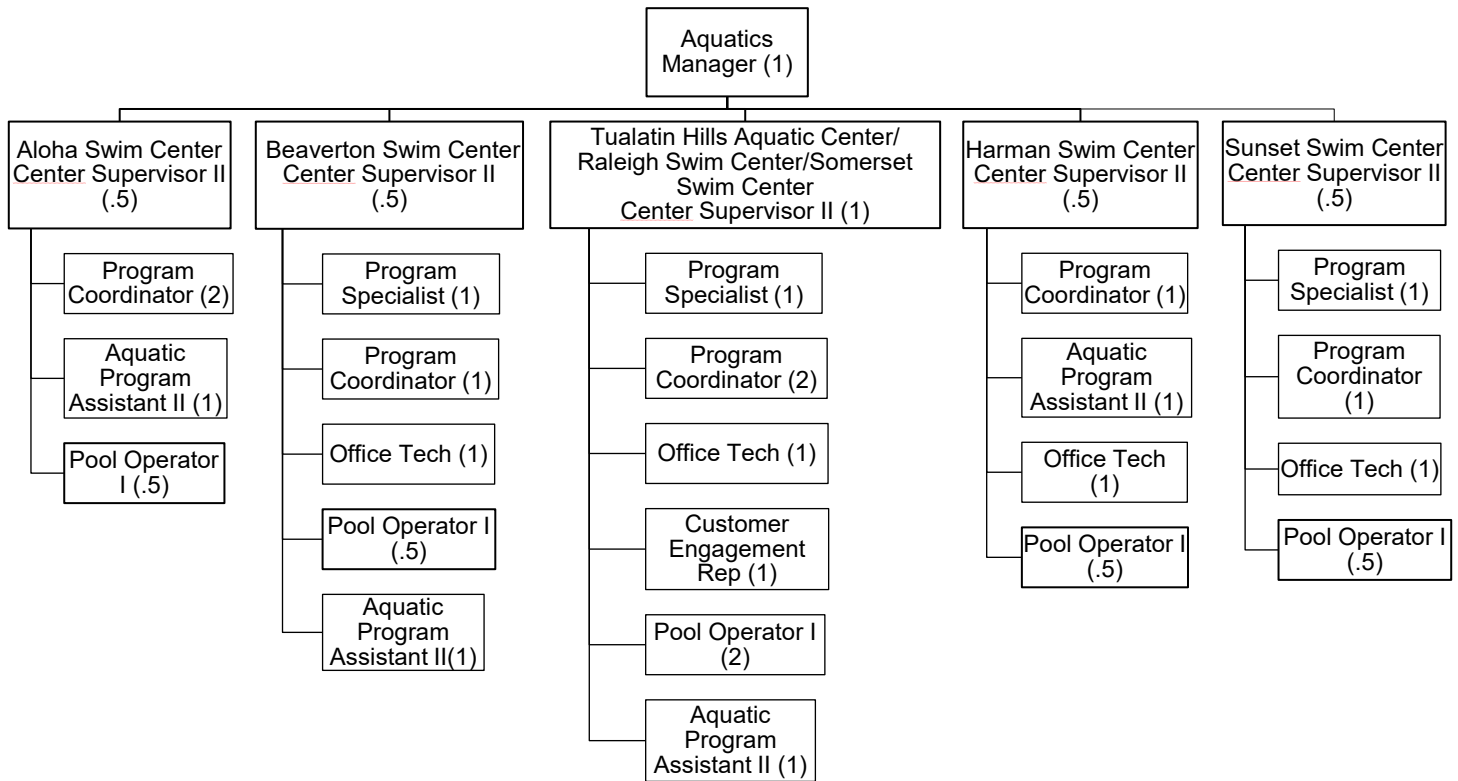 Aquatics
Manager (1)
Aloha Swim Center
Center Supervisor II
(.5)
Program
Coordinator (2)
Aquatic
Program
Assistant II (1)
Pool Operator
I (.5)
Beaverton Swim Center
Center Supervisor II
(.5)
Program
Specialist (1)
Program
Coordinator (1)
Office Tech (1)
Pool Operator I
(.5)
Aquatic
Program
Assistant II(1)
Tualatin Hills Aquatic Center/
Raleigh Swim Center/Somerset
Swim Center
Center Supervisor II (1)
Program
Specialist (1)
Program
Coordinator (2)
Office Tech (1)
Customer
Engagement
Rep (1)
Pool Operator I
(2)
Aquatic
Program
Assistant II (1)
Harman Swim Center
Center Supervisor II
(.5)
Program
Coordinator (1)
Aquatic
Program
Assistant II (1)
Office Tech
(1)
Pool Operator I
(.5)
Sunset Swim Center
Center Supervisor II
(.5)
Program
Specialist (1)
Program
Coordinator
(1)
Office Tech (1)
Pool Operator I
(.5)